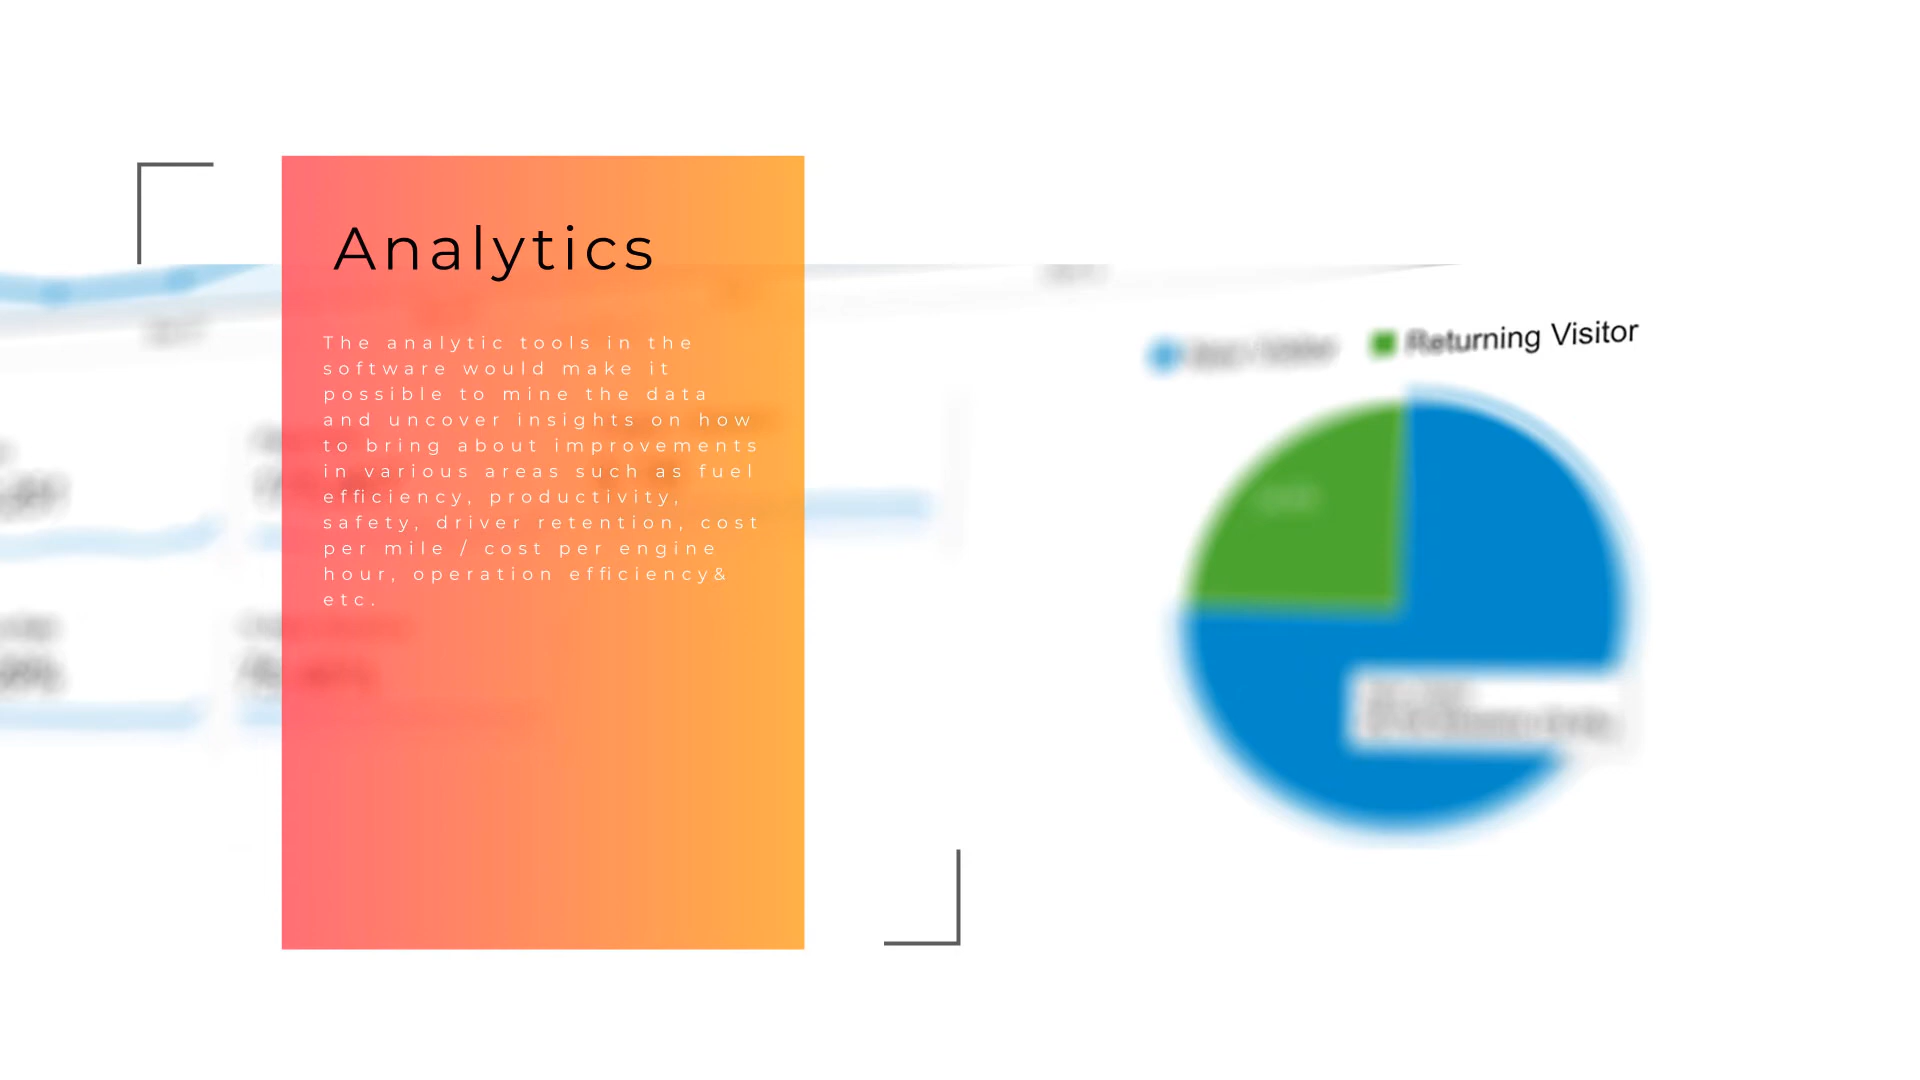 Analytics
The analytic tools in the
software would make it
possible to mine the data
and uncover insights on how
to bring about improvements
in various areas such as fuel
efficiency, productivity,
safety, driver retention, cost
per mile / cost per engine
hour, operation efficiency&
etc.
Returning Visitor